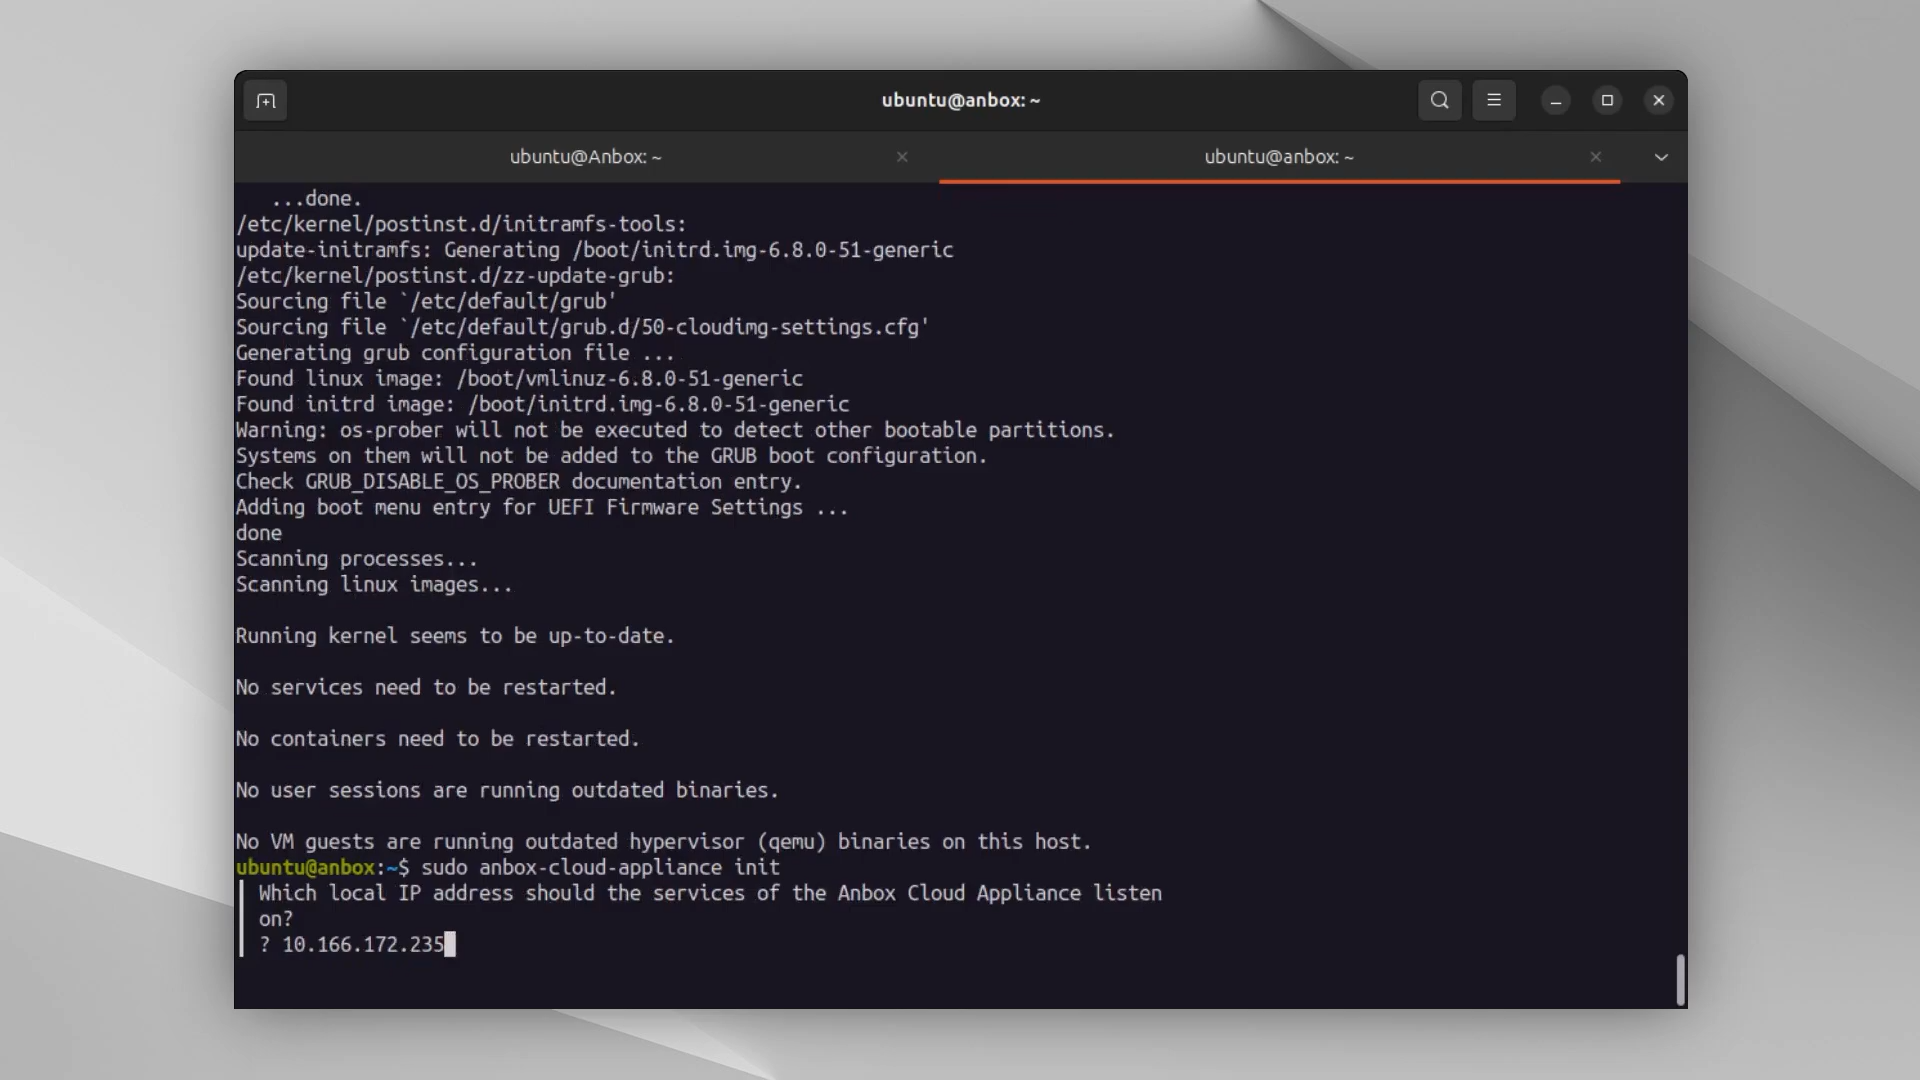 ubuntu@anbox: ~
ubuntu@Anbox: ~
ubuntu@anbox: ~
...done.
/etc/kernel/postinst.d/initramfs-tools:
update-initramfs: Generating /boot/initrd.img-6.8.0-51-generic
/etc/kernel/postinst.d/zz-update-grub:
Sourcing file `/etc/default/grub'
Sourcing file `/etc/default/grub.d/50-cloudimg-settings.cfg'
Generating grub configuration file ...
Found linux image: /boot/vmlinuz-6.8.0-51-generic
Found initrd image: /boot/initrd.img-6.8.0-51-generic
Warning: os-prober will not be executed to detect other bootable partitions.
Systems on them will not be added to the GRUB boot configuration.
Check GRUB_DISABLE_OS_PROBER documentation entry.
Adding boot menu entry for UEFI Firmware Settings ...
done
Scanning processes...
Scanning linux images...
Running kernel seems to be up-to-date.
No services need to be restarted.
No containers need to be restarted.
No user sessions are running outdated binaries.
No VM guests are running outdated hypervisor (qemu) binaries on this host.
ubuntu@anbox:~$ sudo anbox-cloud-appliance init
Which local IP address should the services of the Anbox Cloud Appliance listen
on?
? 10.166.172.235